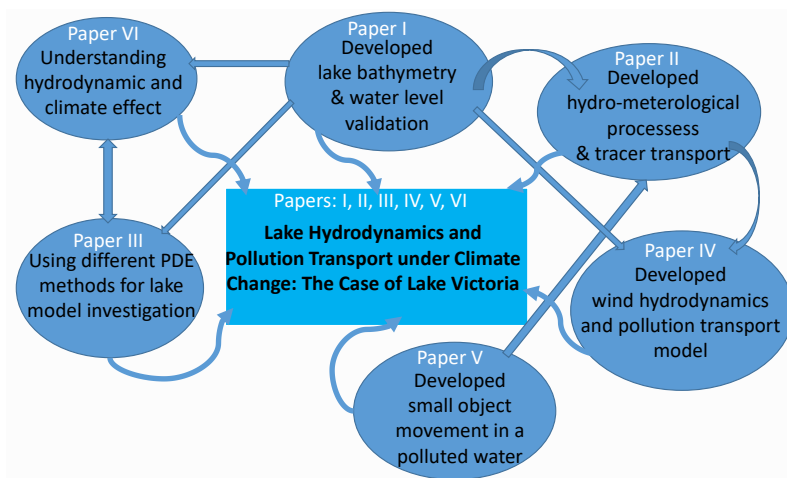 Paper VI
Understanding
hydrodynamic and
climate effect
Paper I
Developed
lake bathymetry
& water level
validation
Paper II
Developed
hydro-meterological
processess
& tracer transport
Papers: I, II, III, IV, V, VI
Lake Hydrodynamics and
Pollution Transport under Climate
Change: The Case of Lake Victoria
Paper III
Using different PDE
methods for lake
model investigation
Paper IV
Developed
wind hydrodynamics
and pollution transport
model
Paper V
Developed
small object
movement in a
polluted water